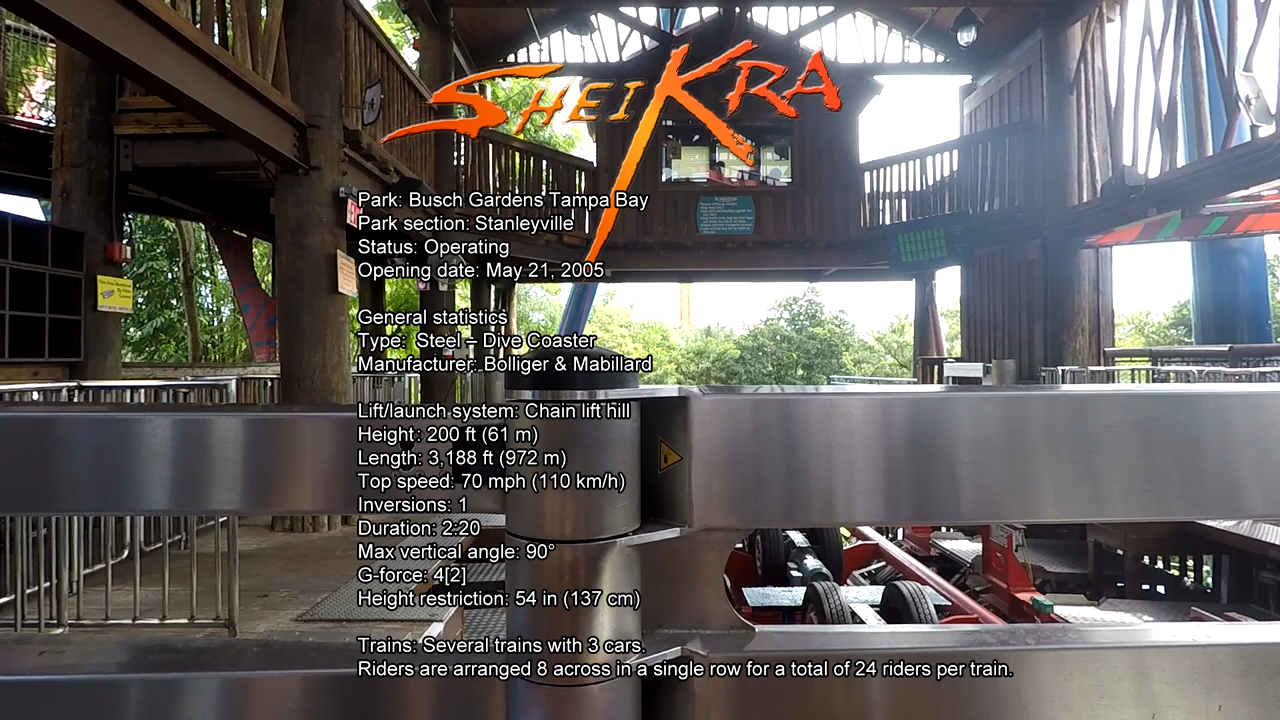 SHEIKRA
Park: Busch Gardens Tampa Bay
Park section: Stanleyville
Status: Operating
Opening date: May 21, 2005
General statistics
Type: Steel – Dive Coaster
Manufacturer: Bolliger & Mabillard
Lift/launch system: Chain lift hill
Height: 200 ft (61 m)
Length: 3,188 ft (972 m)
Top speed: 70 mph (110 km/h)
Inversions: 1
Duration: 2:20
Max vertical angle: 90°
G-force: 4[2]
Height restriction: 54 in (137 cm)
Trains: Several trains with 3 cars.
Riders are arranged 8 across in a single row for a total of 24 riders per train.